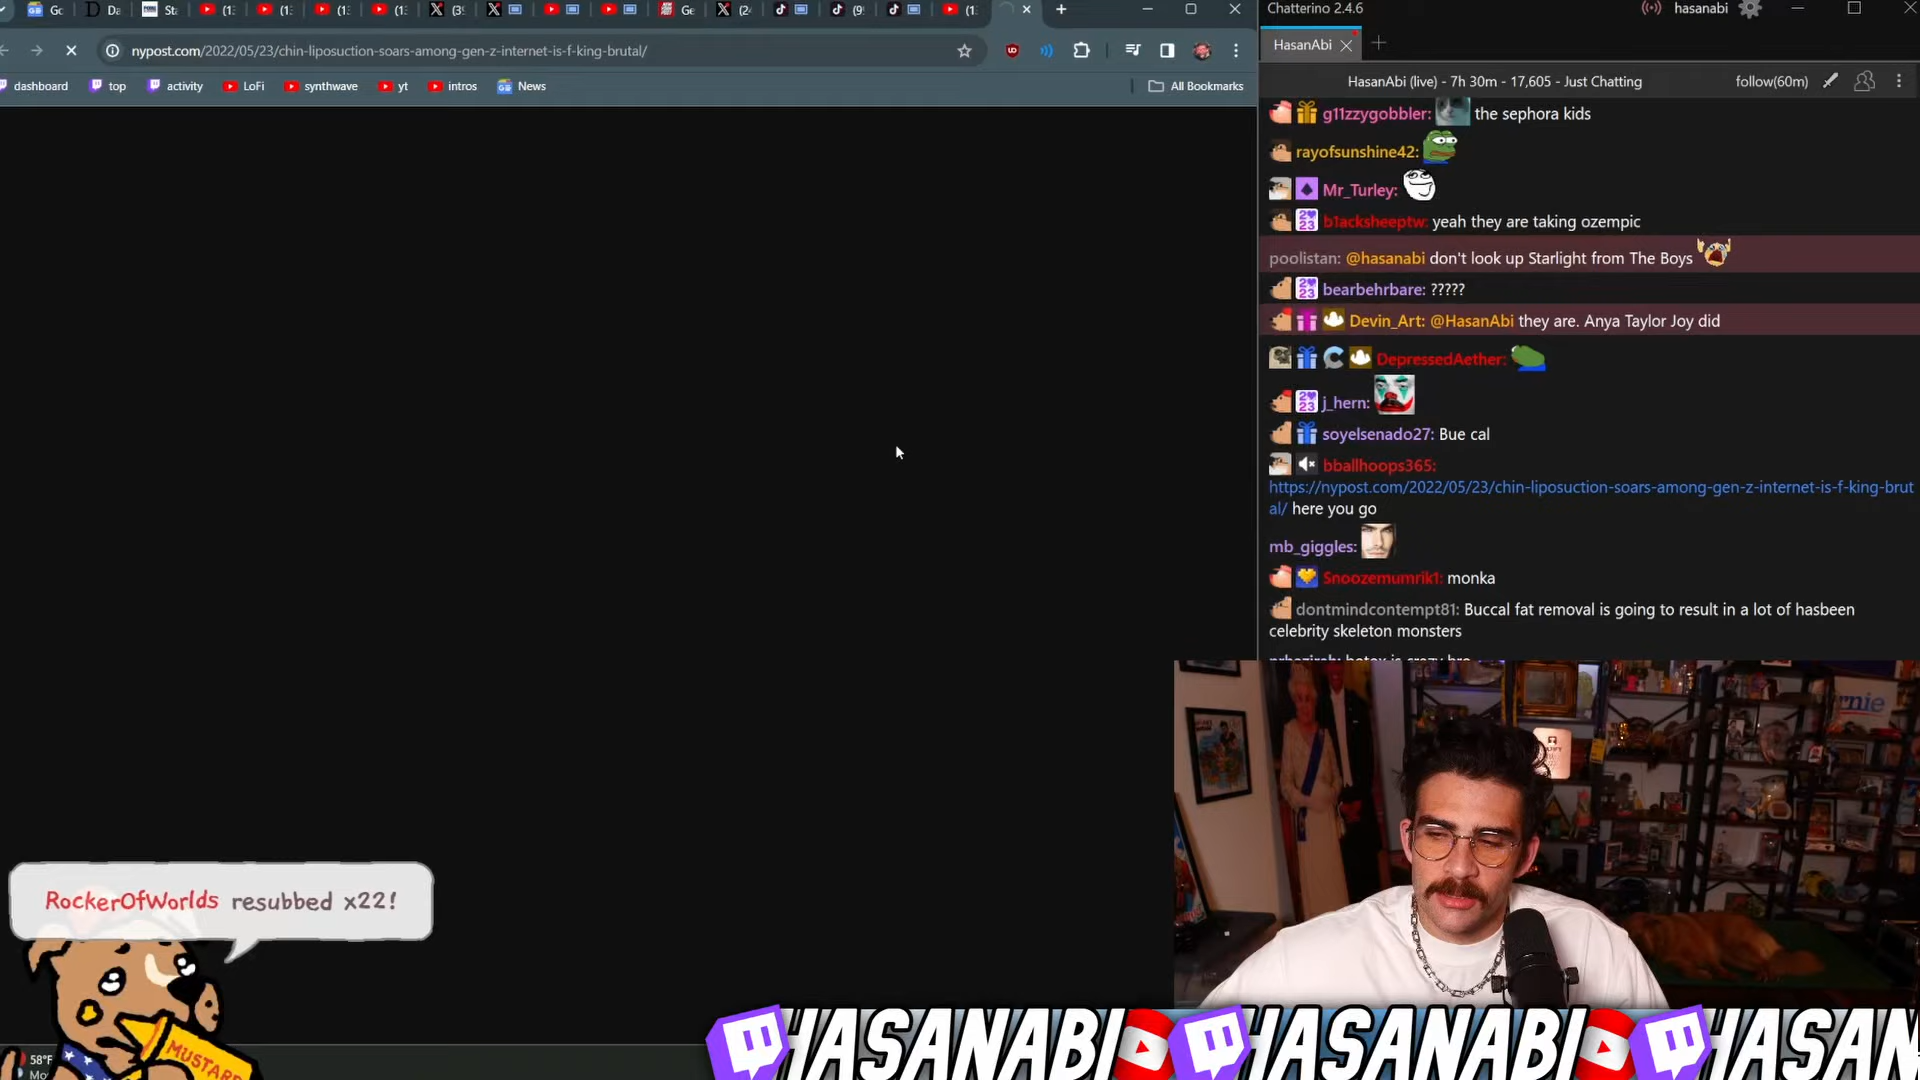 Chatterino 2.4.6
hasanabi
nypost.com/2022/05/23/chin-liposuction-soars-among-gen-z-internet-is-f-king-brutal/
dashboard top activity LoFi synthwave yt intros News All Bookmarks
HasanAbi
HasanAbi (live) - 7h 30m - 17,605 - Just Chatting follow(60m)
g11zzygobbler: the sephora kids
rayofsunshine42:
Mr_Turley:
b1acksheeptw: yeah they are taking ozempic
poolistan: @hasanabi don't look up Starlight from The Boys
bearbehrbare: ?????
Devin_Art: @HasanAbi they are. Anya Taylor Joy did
DepressedAether:
j_hern:
soyelsenado27: Bue cal
bballhoops365:
https://nypost.com/2022/05/23/chin-liposuction-soars-among-gen-z-internet-is-f-king-brut
al/ here you go
mb_giggles:
Snoozemumrik1: monka
dontmindcontempt81: Buccal fat removal is going to result in a lot of hasbeen
celebrity skeleton monsters
RockerOfWorlds resubbed x22!
MUSTARD
58°F
HASANABI HASANABI HASAN